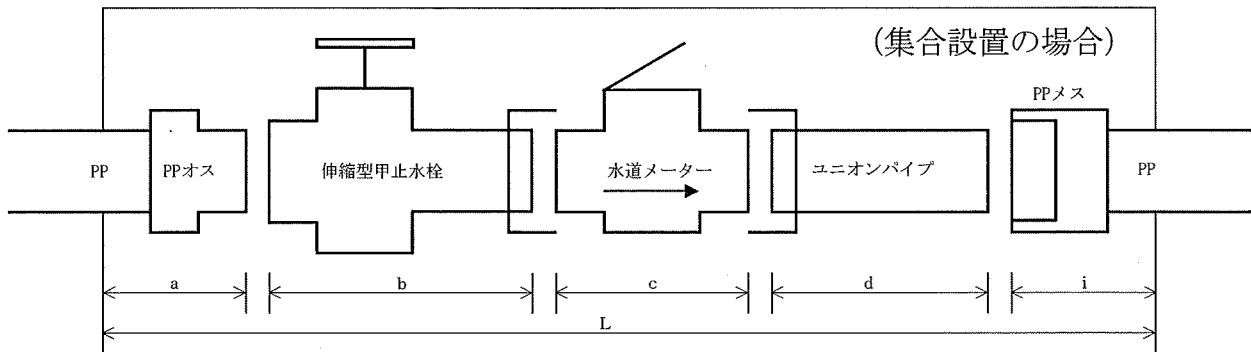 (集合設置の場合)
PPメス
PP
PPオス
伸縮型甲止水栓
水道メーター
ユニオンパイプ
PP
a
b
c
d
i
L